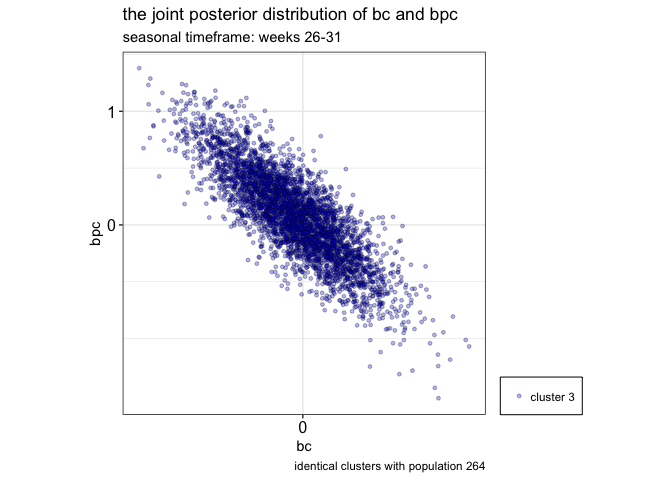 the joint posterior distribution of bc and bpc
seasonal timeframe: weeks 26-31
1
0
bpc
0
bc
cluster 3
identical clusters with population 264